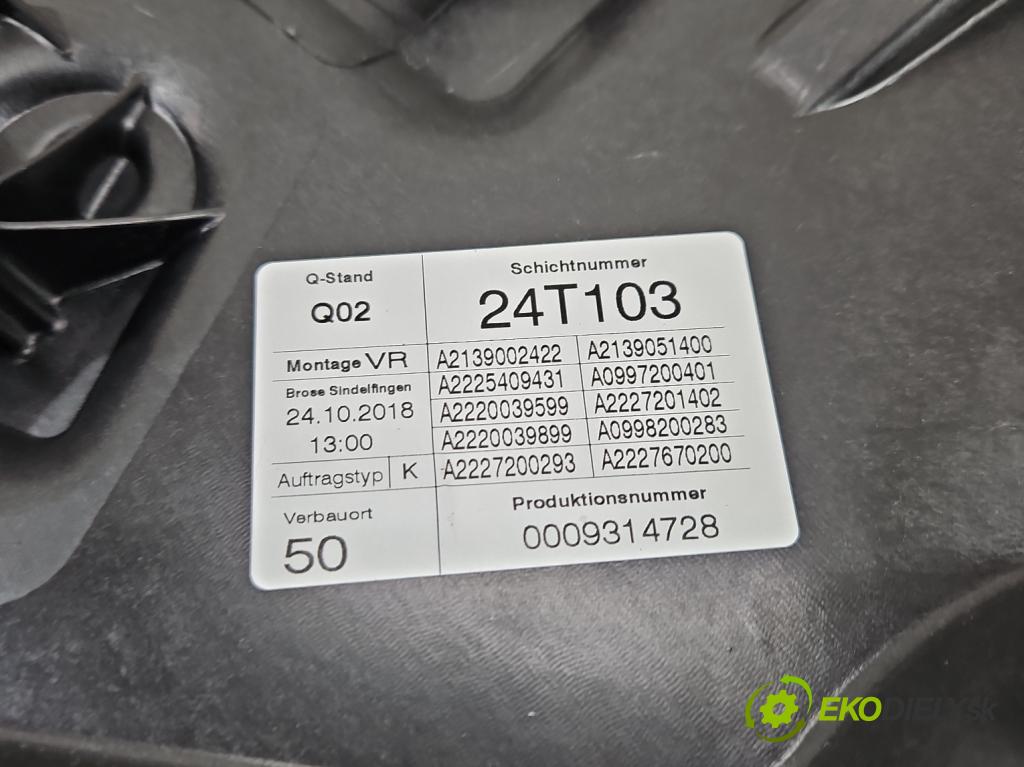 Q-Stand
Q02
Schichtnummer
24T103
Montage VR
Brose Sindelfingen
24.10.2018
13:00
Auftragstyp K
A2139002422 A2139051400
A2225409431 A0997200401
A2220039599 A2227201402
A2220039899 A0998200283
A2227200293 A2227670200
Verbauort
50
Produktionsnummer
0009314728
EKODIELY.SK